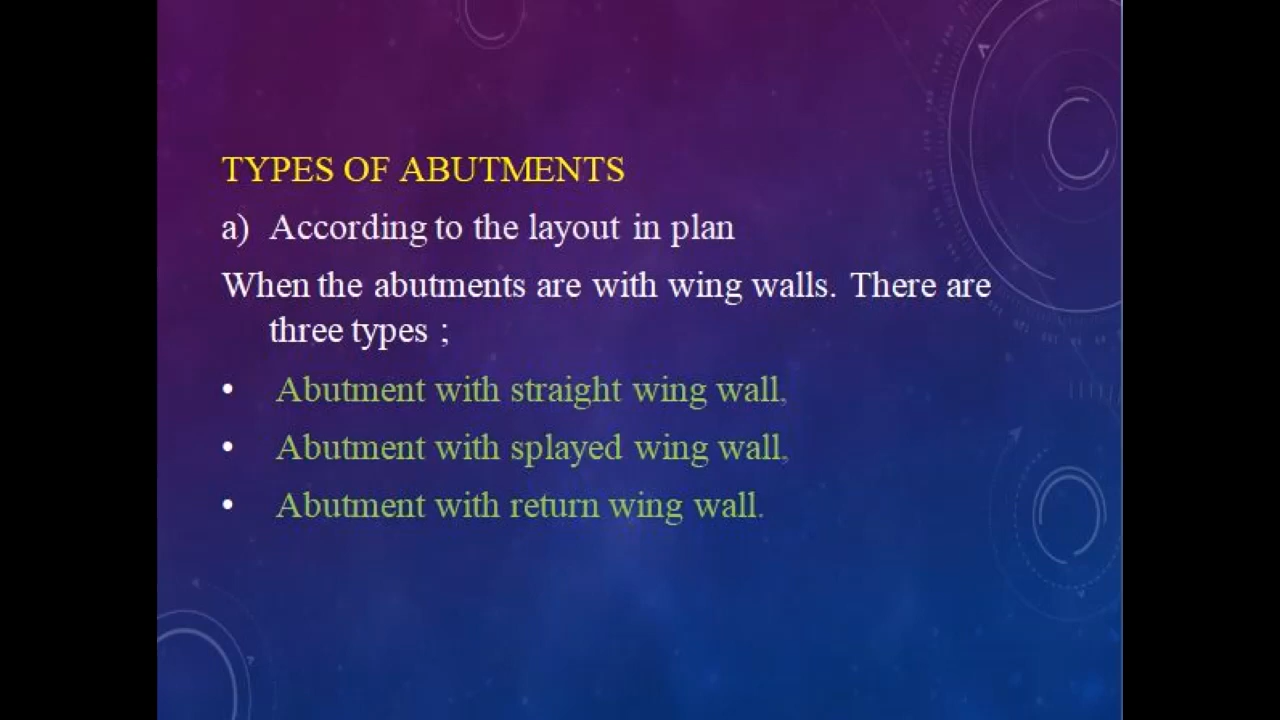 TYPES OF ABUTMENTS
a) According to the layout in plan
When the abutments are with wing walls. There are
three types ;
• Abutment with straight wing wall,
• Abutment with splayed wing wall,
• Abutment with return wing wall.